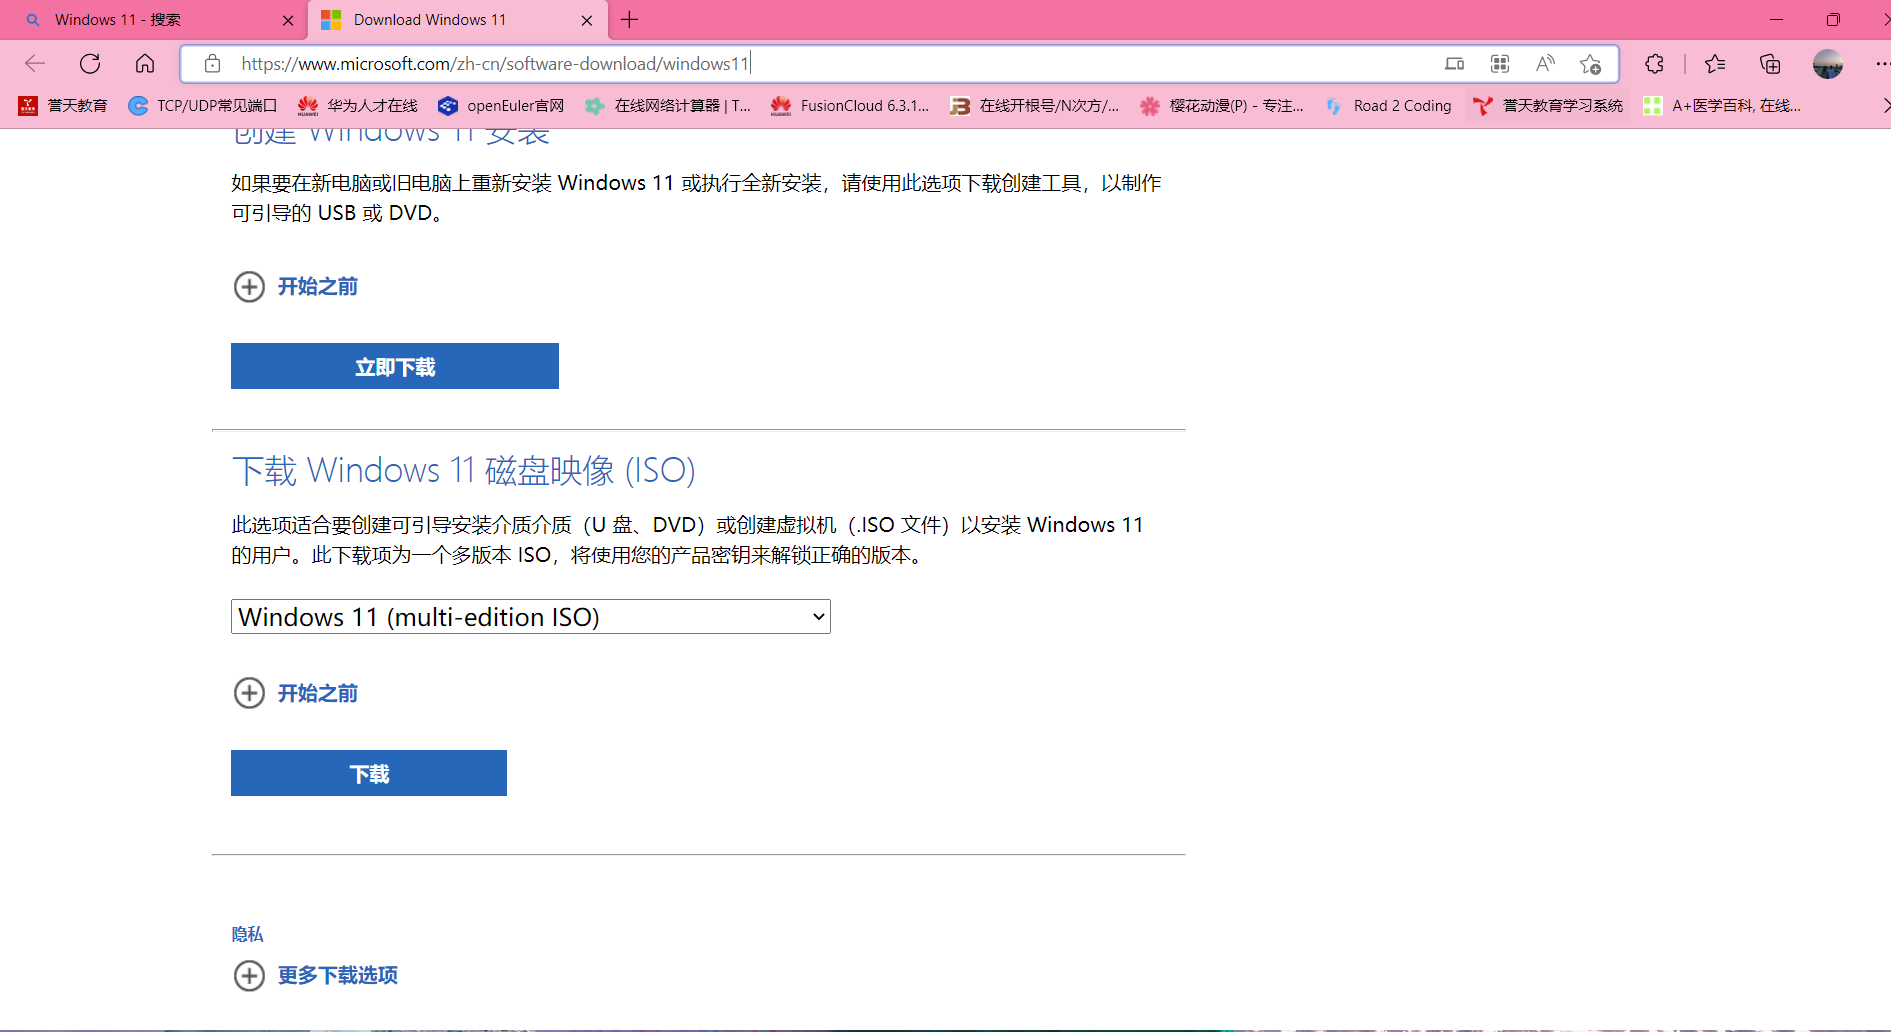 Windows 11 - 搜索
Download Windows 11
https://www.microsoft.com/zh-cn/software-download/windows11
誉天教育
TCP/UDP常见端口
华为人才在线
openEuler官网
在线网络计算器 | T...
FusionCloud 6.3.1...
在线开根号/N次方/...
樱花动漫(P) - 专注...
Road 2 Coding
誉天教育学习系统
A+医学百科, 在线...
创建 Windows 11 安装
如果要在新电脑或旧电脑上重新安装 Windows 11 或执行全新安装，请使用此选项下载创建工具，以制作
可引导的 USB 或 DVD。
开始之前
立即下载
下载 Windows 11 磁盘映像 (ISO)
此选项适合要创建可引导安装介质介质（U 盘、DVD）或创建虚拟机（.ISO 文件）以安装 Windows 11
的用户。此下载项为一个多版本 ISO，将使用您的产品密钥来解锁正确的版本。
Windows 11 (multi-edition ISO)
开始之前
下载
隐私
更多下载选项